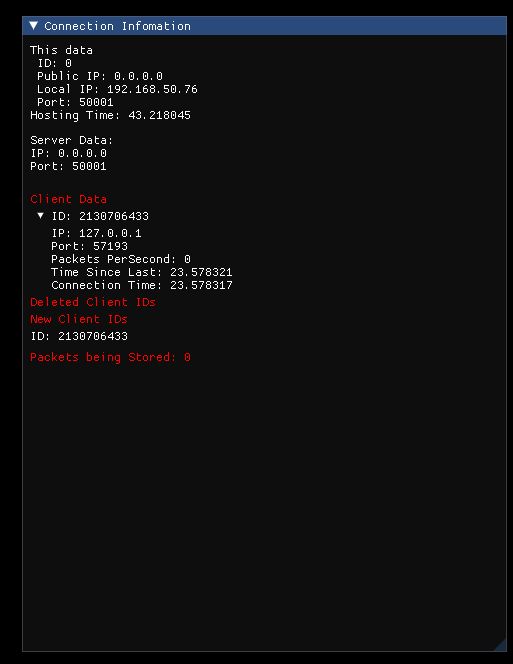 Connection Infomation
This data
ID: 0
Public IP: 0.0.0.0
Local IP: 192.168.50.76
Port: 50001
Hosting Time: 43.218045
Server Data:
IP: 0.0.0.0
Port: 50001
Client Data
ID: 2130706433
IP: 127.0.0.1
Port: 57193
Packets PerSecond: 0
Time Since Last: 23.578321
Connection Time: 23.578317
Deleted Client IDs
New Client IDs
ID: 2130706433
Packets being Stored: 0